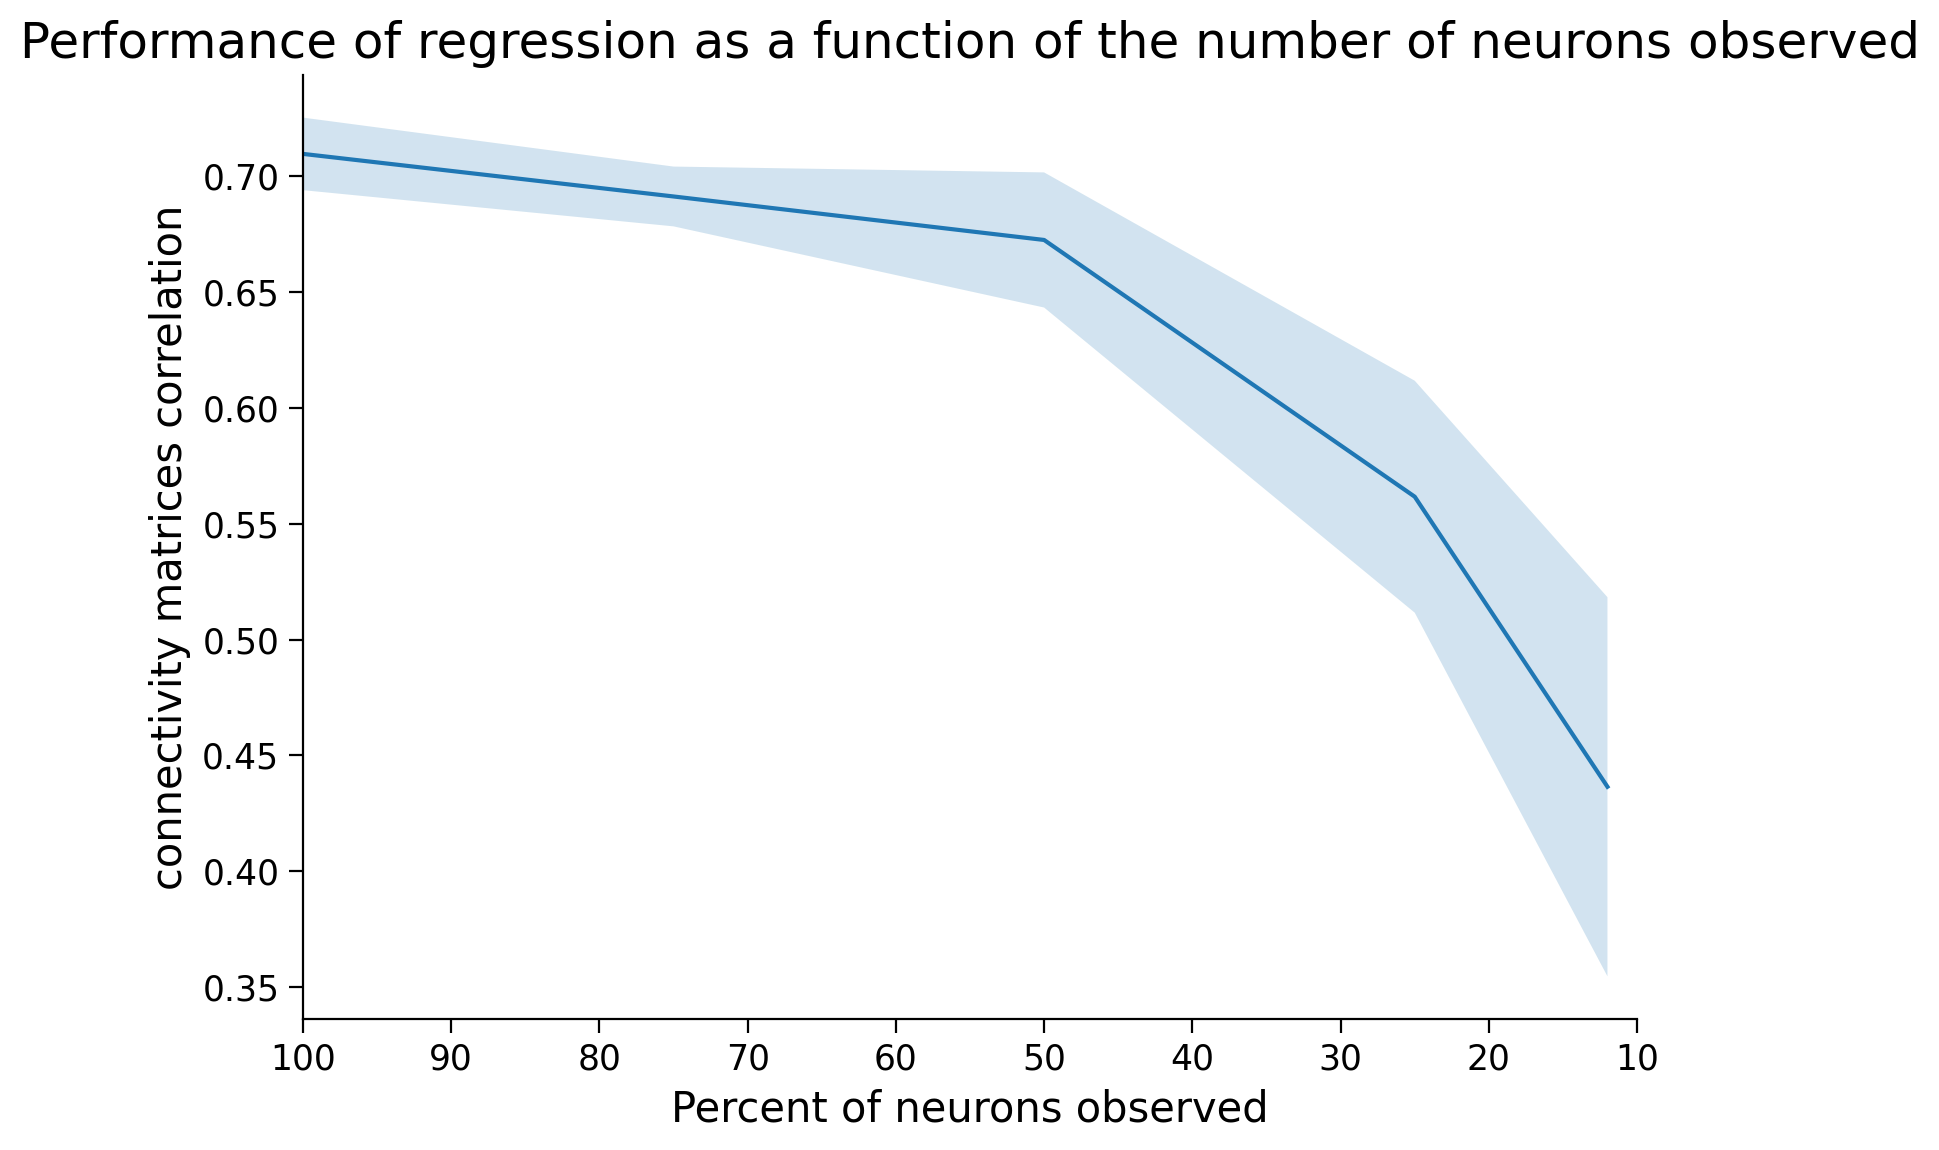 Performance of regression as a function of the number of neurons observed
connectivity matrices correlation
0.70
0.65
0.60
0.55
0.50
0.45
0.40
0.35
100 90 80 70 60 50 40 30 20 10
Percent of neurons observed